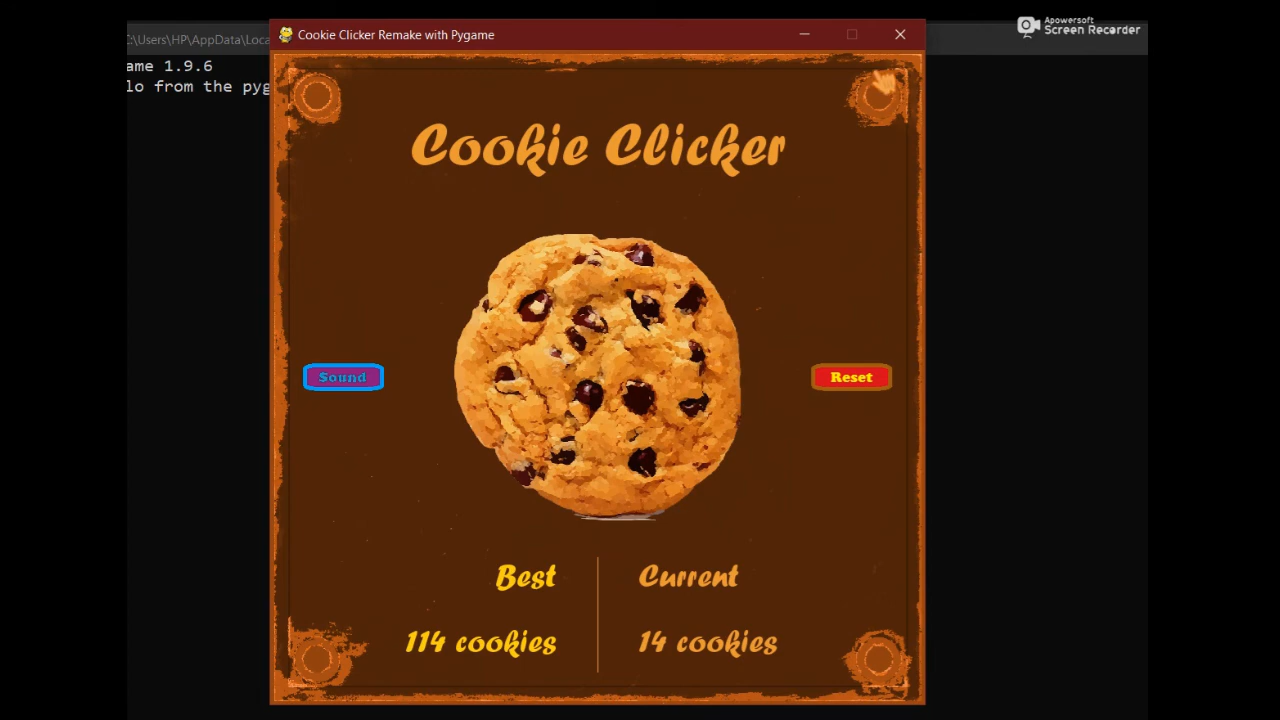 Apowersoft
Screen Recorder
C:\Users\HP\AppData\Loca
Cookie Clicker Remake with Pygame
ame 1.9.6
lo from the pyg
Cookie Clicker
Sound
Reset
Best
Current
114 cookies
14 cookies